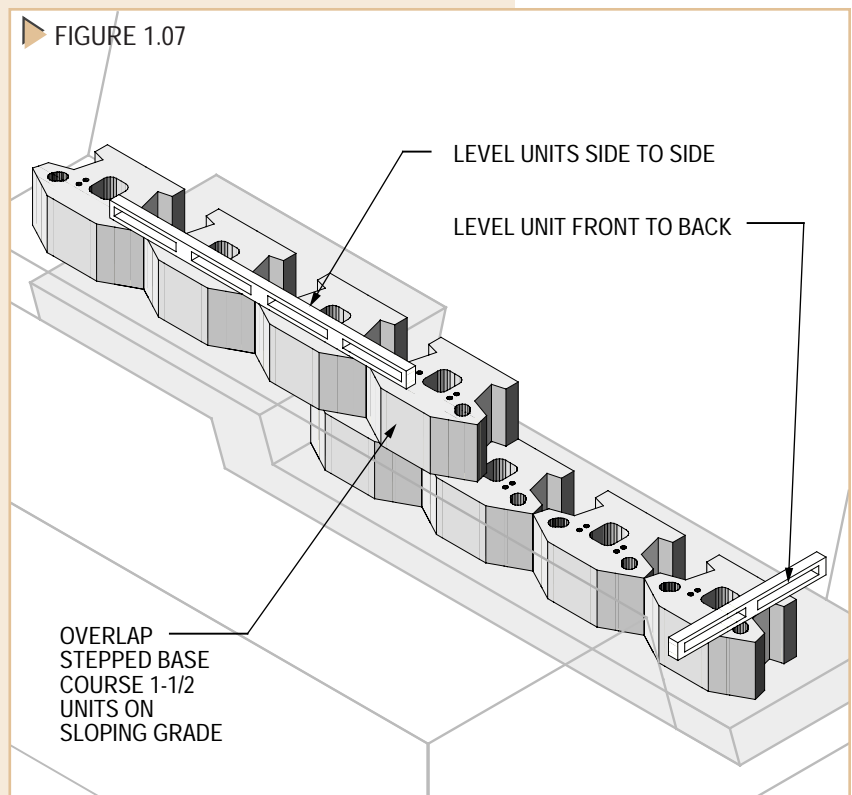 FIGURE 1.07
LEVEL UNITS SIDE TO SIDE
LEVEL UNIT FRONT TO BACK
OVERLAP
STEPPED BASE
COURSE 1-1/2
UNITS ON
SLOPING GRADE